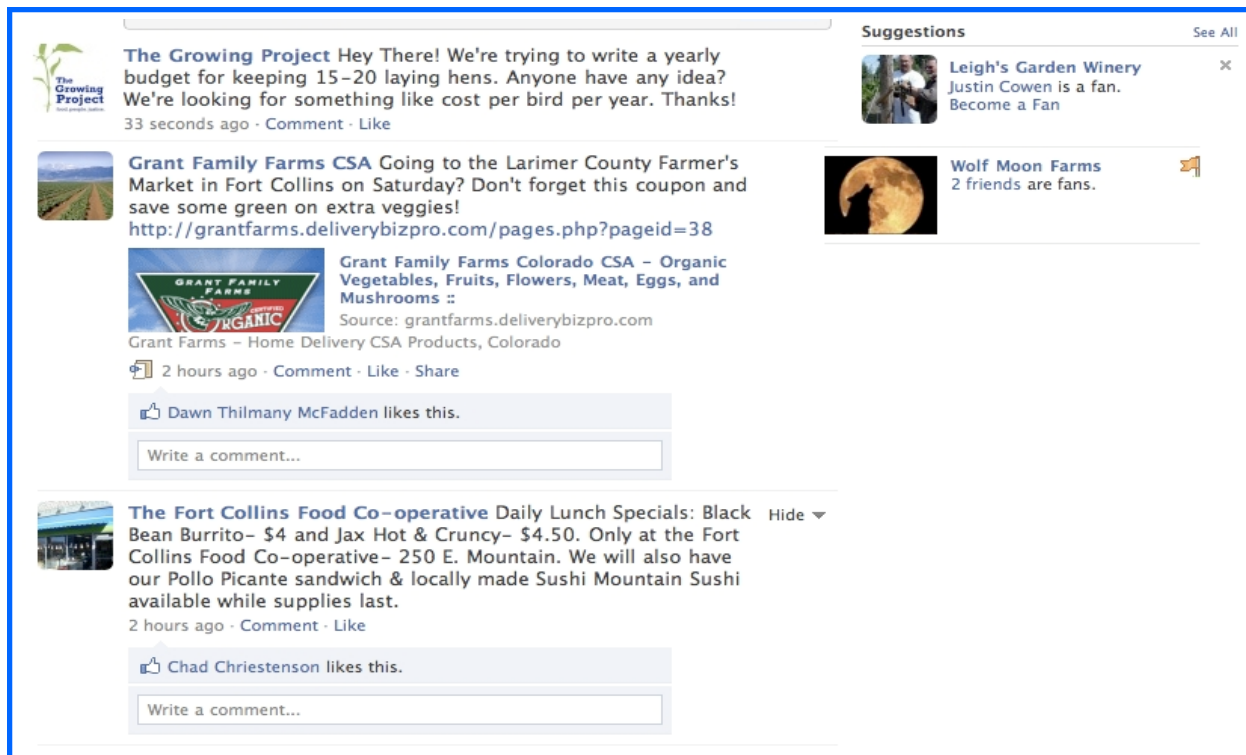 The Growing Project
The Growing Project Hey There! We're trying to write a yearly
budget for keeping 15-20 laying hens. Anyone have any idea?
We're looking for something like cost per bird per year. Thanks!
33 seconds ago · Comment · Like
Grant Family Farms CSA Going to the Larimer County Farmer's
Market in Fort Collins on Saturday? Don't forget this coupon and
save some green on extra veggies!
http://grantfarms.deliverybizpro.com/pages.php?pageid=38
GRANT FAMILY
FARMS
CERTIFIED
ORGANIC
Grant Family Farms Colorado CSA - Organic
Vegetables, Fruits, Flowers, Meat, Eggs, and
Mushrooms ::
Source: grantfarms.deliverybizpro.com
Grant Farms - Home Delivery CSA Products, Colorado
2 hours ago · Comment · Like · Share
Dawn Thilmany McFadden likes this.
Write a comment...
The Fort Collins Food Co-operative Daily Lunch Specials: Black
Bean Burrito- $4 and Jax Hot & Cruncy- $4.50. Only at the Fort
Collins Food Co-operative- 250 E. Mountain. We will also have
our Pollo Picante sandwich & locally made Sushi Mountain Sushi
available while supplies last.
Hide
2 hours ago · Comment · Like
Chad Chriestenson likes this.
Write a comment...
Suggestions
See All
Leigh's Garden Winery
Justin Cowen is a fan.
Become a Fan
Wolf Moon Farms
2 friends are fans.